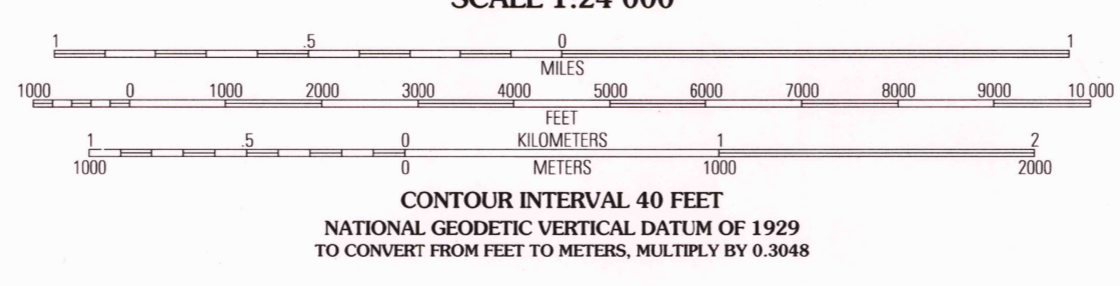 SCALE 1:24 000
1 .5 0 1
MILES
1000 0 1000 2000 3000 4000 5000 6000 7000 8000 9000 10 000
FEET
1 .5 0 KILOMETERS 1 2
1000 0 METERS 1000 2000
CONTOUR INTERVAL 40 FEET
NATIONAL GEODETIC VERTICAL DATUM OF 1929
TO CONVERT FROM FEET TO METERS, MULTIPLY BY 0.3048